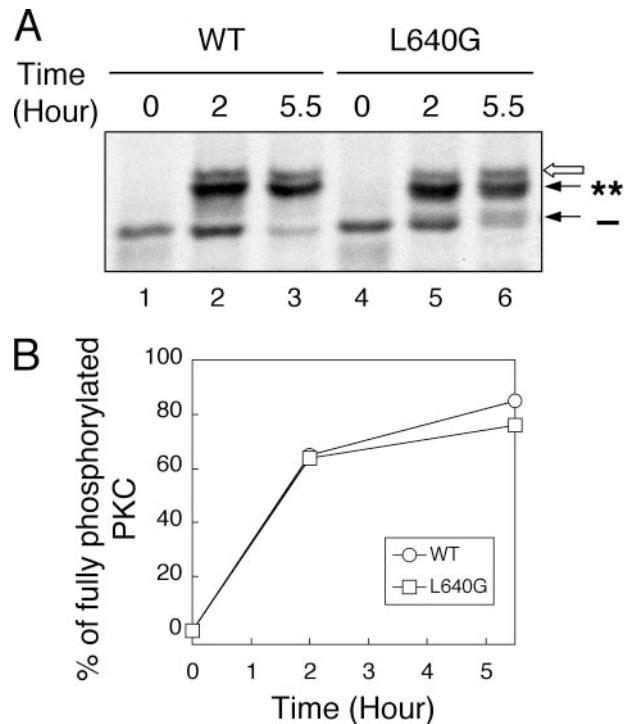 A
WT L640G
Time
(Hour)
0 2 5.5 0 2 5.5
**
–
1 2 3 4 5 6
B
% of fully phosphorylated
PKC
100
80
60
40
20
0
0 1 2 3 4 5
Time (Hour)
WT
L640G